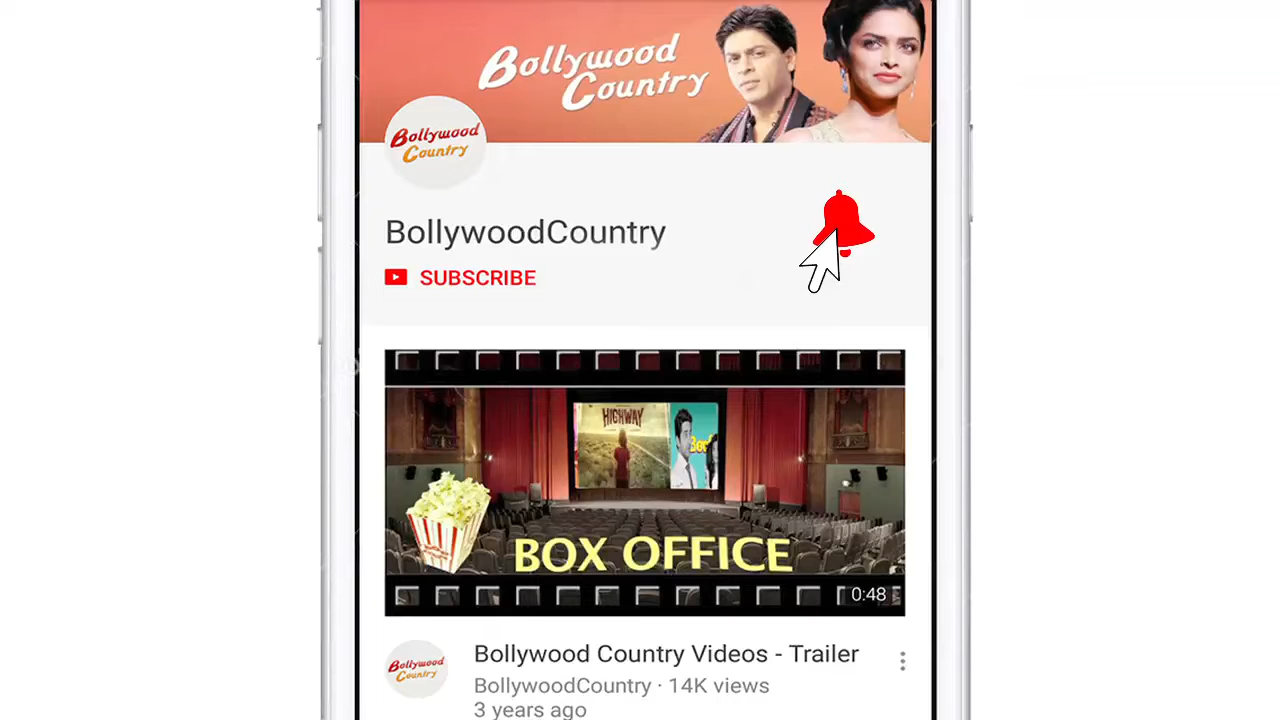 Bollywood
Country
Bollywood
Country
BollywoodCountry
SUBSCRIBE
HIGHWAY
BOX OFFICE
0:48
Bollywood Country Videos - Trailer
Bollywood
Country
BollywoodCountry · 14K views
3 years ago